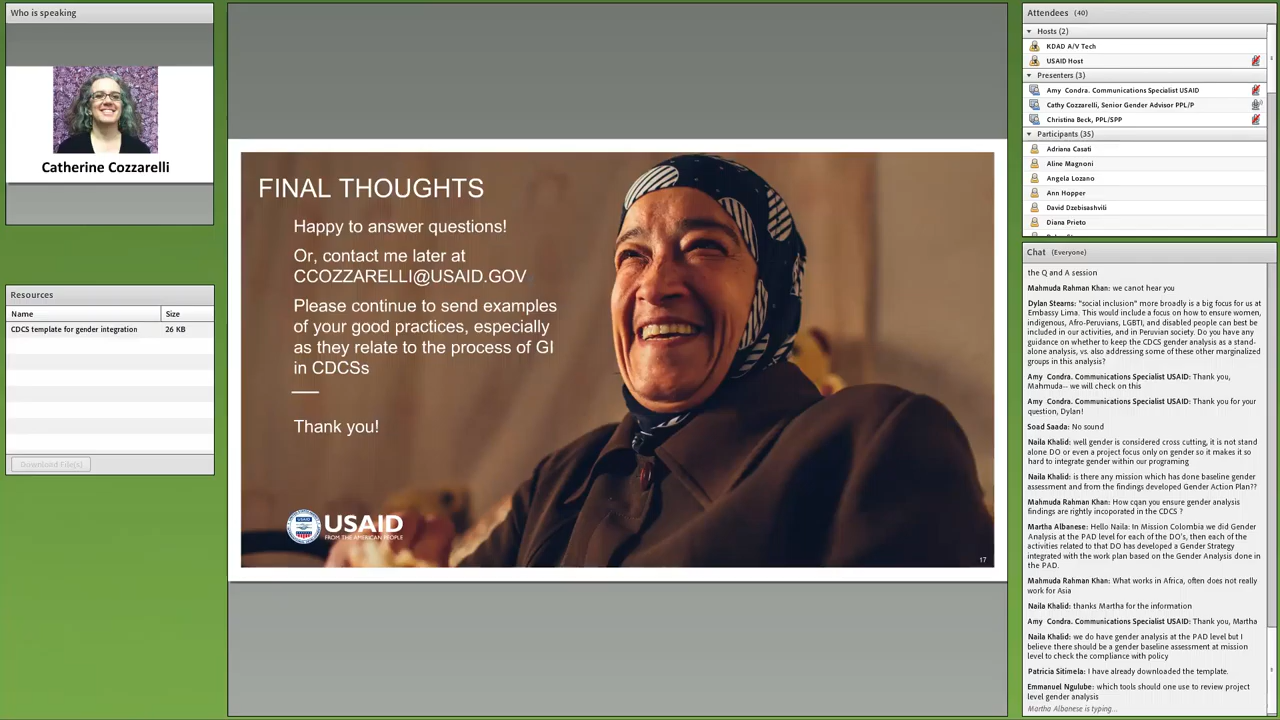 Who is speaking
Catherine Cozzarelli
Resources
Name Size
CDCS template for gender integration 26 KB
Download File(s)
FINAL THOUGHTS
Happy to answer questions!
Or, contact me later at
CCOZZARELLI@USAID.GOV
Please continue to send examples
of your good practices, especially
as they relate to the process of GI
in CDCSs
Thank you!
USAID
FROM THE AMERICAN PEOPLE
17
Attendees (40)
Hosts (2)
KDAD A/V Tech
USAID Host
Presenters (3)
Amy Condra. Communications Specialist USAID
Cathy Cozzarelli, Senior Gender Advisor PPL/P
Christina Beck, PPL/SPP
Participants (35)
Adriana Casati
Aline Magnoni
Angela Lozano
Ann Hopper
David Dzebisashvili
Diana Prieto
Chat (Everyone)
the Q and A session
Mahmuda Rahman Khan: we canot hear you
Dylan Stearns: "social inclusion" more broadly is a big focus for us at
Embassy Lima. This would include a focus on how to ensure women,
indigenous, Afro-Peruvians, LGBTI, and disabled people can best be
included in our activities, and in Peruvian society. Do you have any
guidance on whether to keep the CDCS gender analysis as a stand-
alone analysis, vs. also addressing some of these other marginalized
groups in this analysis?
Amy Condra. Communications Specialist USAID: Thank you,
Mahmuda-- we will check on this
Amy Condra. Communications Specialist USAID: Thank you for your
question, Dylan!
Soad Saada: No sound
Naila Khalid: well gender is considered cross cutting, it is not stand
alone DO or even a project focus only on gender so it makes it so
hard to integrate gender within our programing
Naila Khalid: is there any mission which has done baseline gender
assessment and from the findings developed Gender Action Plan??
Mahmuda Rahman Khan: How cqan you ensure gender analysis
findings are rightly incoporated in the CDCS ?
Martha Albanese: Hello Naila: In Mission Colombia we did Gender
Analysis at the PAD level for each of the DO's, then each of the
activities related to that DO has developed a Gender Strategy
integrated with the work plan based on the Gender Analysis done in
the PAD.
Mahmuda Rahman Khan: What works in Africa, often does not really
work for Asia
Naila Khalid: thanks Martha for the information
Amy Condra. Communications Specialist USAID: Thank you, Martha
Naila Khalid: we do have gender analysis at the PAD level but I
believe there should be a gender baseline assessment at mission
level to check the compliance with policy
Patricia Sitimela: I have already downloaded the template.
Emmanuel Ngulube: which tools should one use to review project
level gender analysis
Martha Albanese is typing...